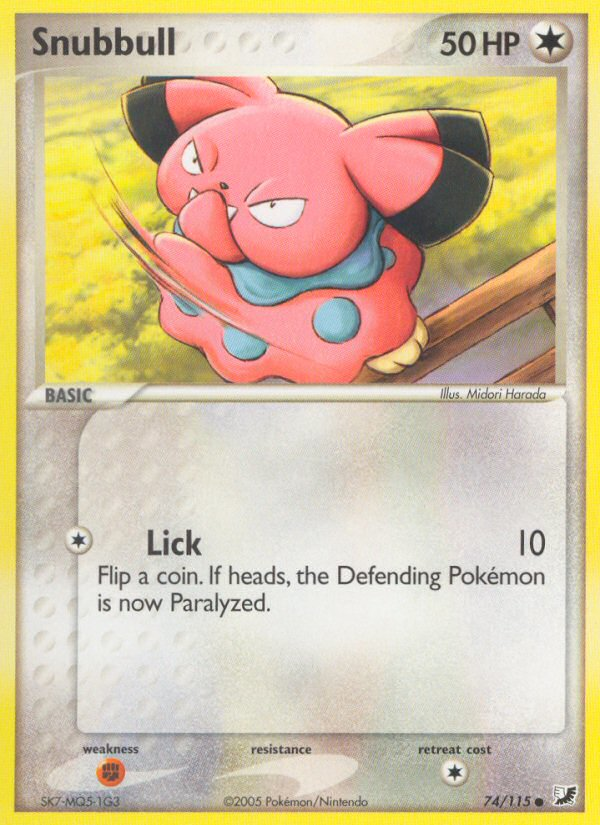 Snubbull 50 HP
BASIC
Illus. Midori Harada
Lick 10
Flip a coin. If heads, the Defending Pokémon
is now Paralyzed.
weakness resistance retreat cost
SK7-MQ5-1G3 ©2005 Pokémon/Nintendo 74/115